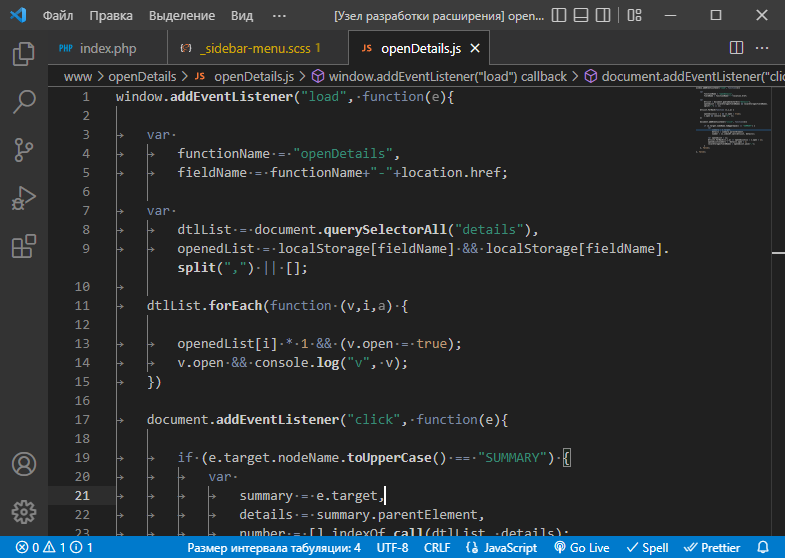 Файл Правка Выделение Вид ··· [Узел разработки расширения] open...
PHP index.php _sidebar-menu.scss 1 JS openDetails.js
www > openDetails > JS openDetails.js > window.addEventListener("load") callback > document.addEventListener("clic
1 window.addEventListener("load", function(e){
2
3 var
4 functionName = "openDetails",
5 fieldName = functionName+"-"+location.href;
6
7 var
8 dtlList = document.querySelectorAll("details"),
9 openedList = localStorage[fieldName] && localStorage[fieldName].
split(",") || [];
10
11 dtlList.forEach(function (v,i,a) {
12
13 openedList[i] * 1 && (v.open = true);
14 v.open && console.log("v", v);
15 })
16
17 document.addEventListener("click", function(e){
18
19 if (e.target.nodeName.toUpperCase() == "SUMMARY") {
20 var
21 summary = e.target,
22 details = summary.parentElement,
23 number = [].indexOf.call(dtlList, details);
0 1 1 Размер интервала табуляции: 4 UTF-8 CRLF JavaScript Go Live Spell Prettier